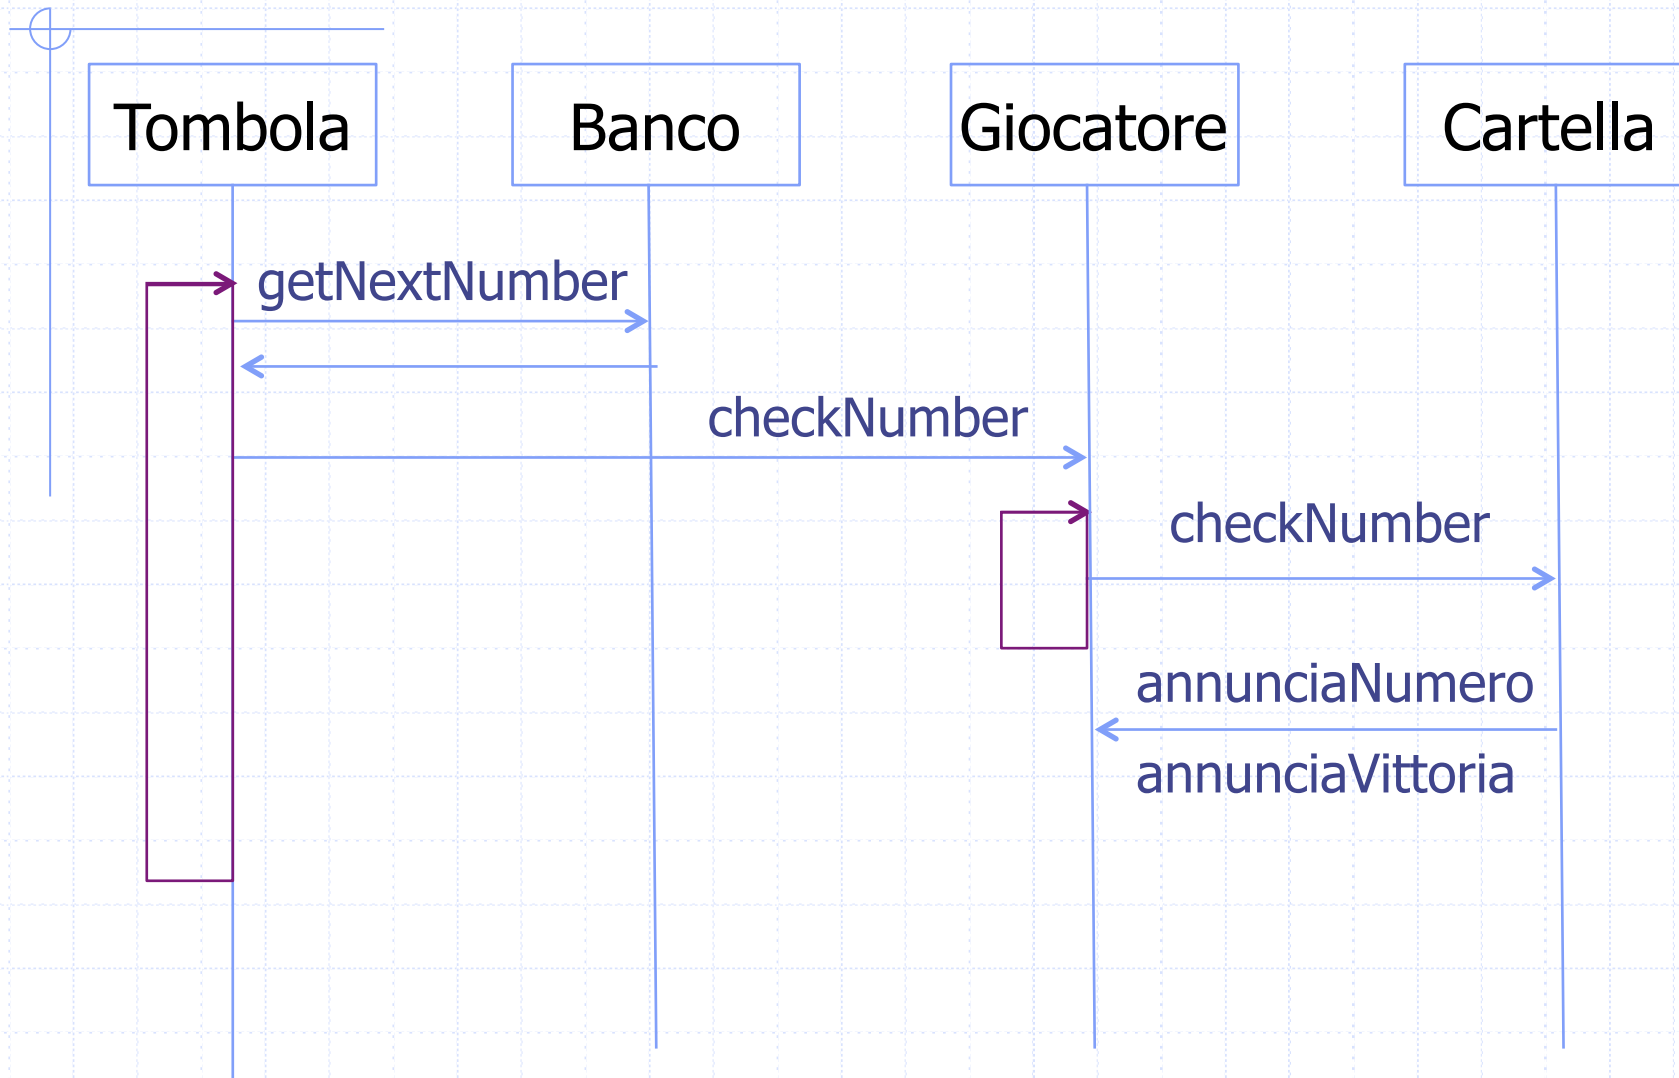 Tombola
Banco
Giocatore
Cartella
getNextNumber
checkNumber
checkNumber
annunciaNumero
annunciaVittoria